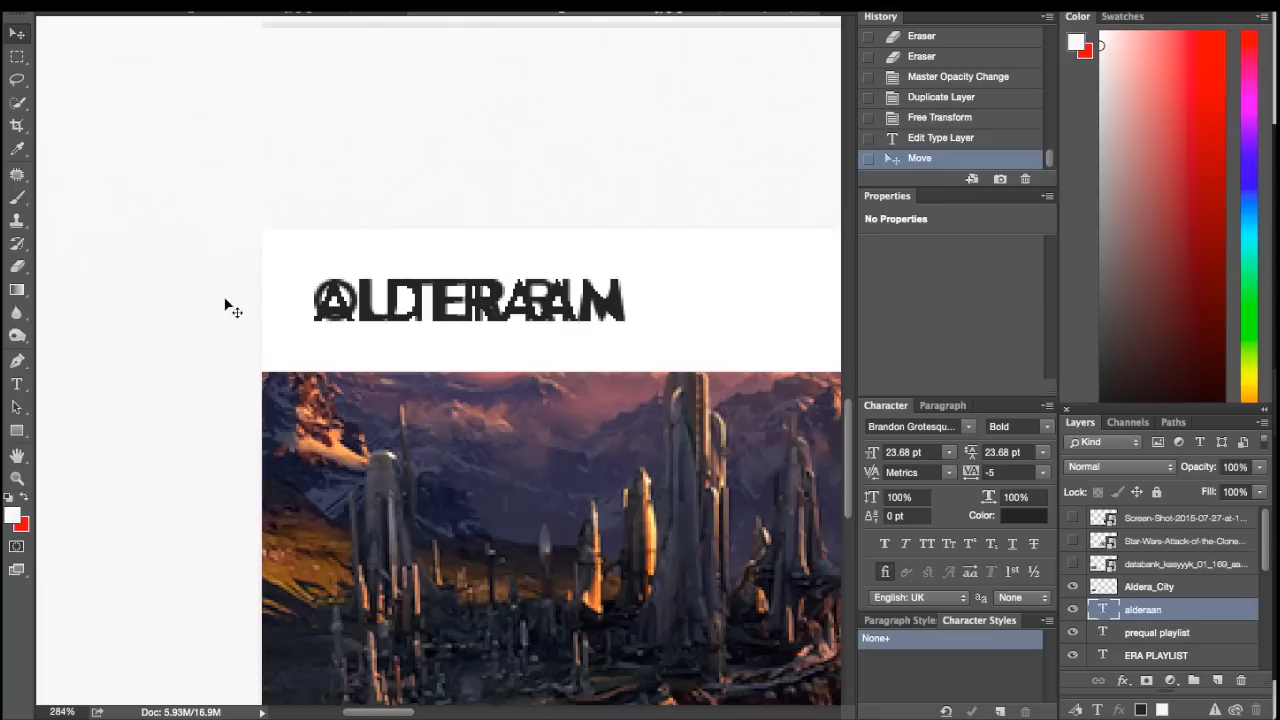 History
Color
Swatches
Eraser
Eraser
Master Opacity Change
Duplicate Layer
Free Transform
Edit Type Layer
Move
Properties
No Properties
Character
Paragraph
Brandon Grotesqu...
Bold
23.68 pt
23.68 pt
Metrics
-5
100%
100%
0 pt
Color:
English: UK
None
Paragraph Style
Character Styles
None+
Layers
Channels
Paths
Kind
Normal
Opacity: 100%
Lock:
Fill: 100%
Screen-Shot-2015-07-27-at-1...
Star-Wars-Attack-of-the-Clone...
databank_kasyyyk_01_169_aa...
Aldera_City
alderaan
prequal playlist
ERA PLAYLIST
284%
Doc: 5.93M/16.9M